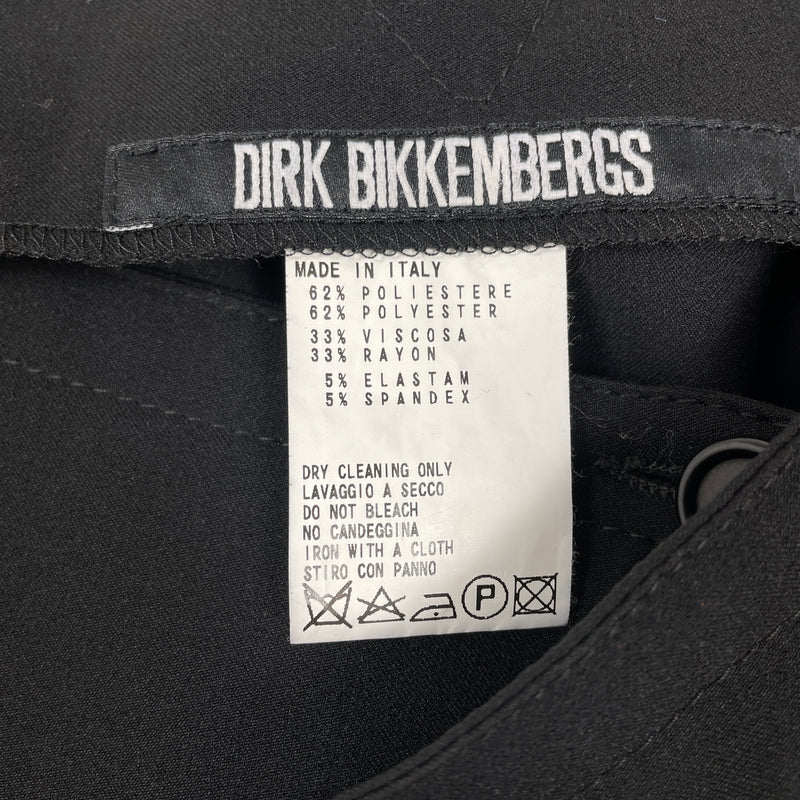 DIRK BIKKEMBERGS
MADE IN ITALY
62% POLIESTERE
62% POLYESTER
33% VISCOSA
33% RAYON
5% ELASTAM
5% SPANDEX
DRY CLEANING ONLY
LAVAGGIO A SECCO
DO NOT BLEACH
NO CANDEGGINA
IRON WITH A CLOTH
STIRO CON PANNO
P